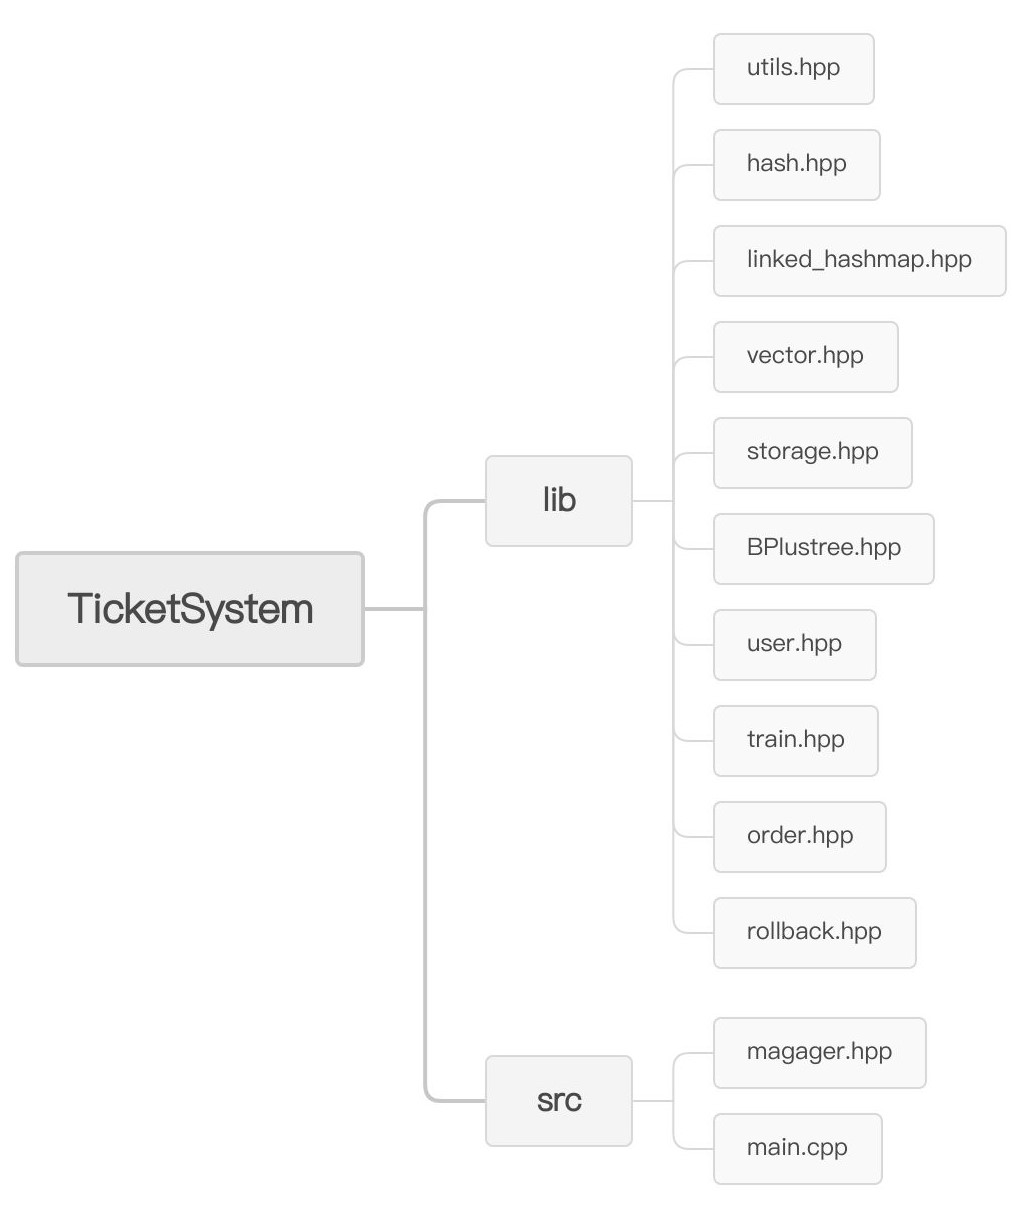 TicketSystem
lib
utils.hpp
hash.hpp
linked_hashmap.hpp
vector.hpp
storage.hpp
BPlustree.hpp
user.hpp
train.hpp
order.hpp
rollback.hpp
src
magager.hpp
main.cpp